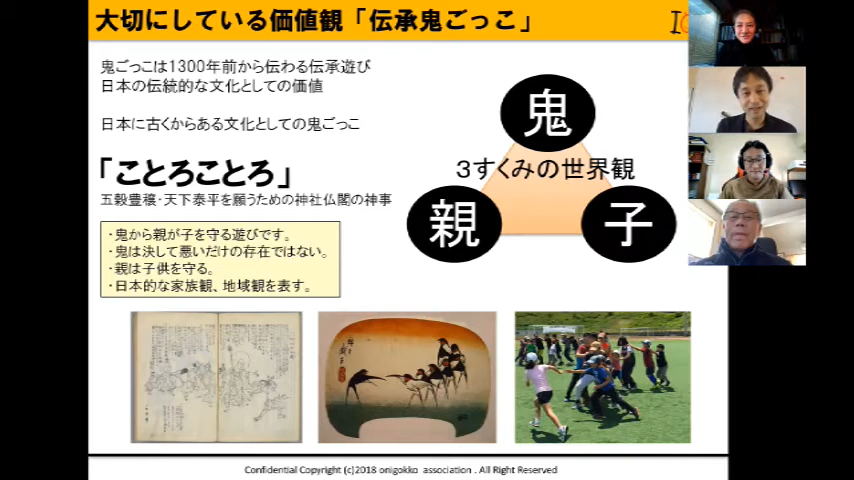 大切にしている価値観「伝承鬼ごっこ」
鬼ごっこは1300年前から伝わる伝承遊び
日本の伝統的な文化としての価値
日本に古くからある文化としての鬼ごっこ
「ことろことろ」
五穀豊穣・天下泰平を願うための神社仏閣の神事
・鬼から親が子を守る遊びです。
・鬼は決して悪いだけの存在ではない。
・親は子供を守る。
・日本的な家族観、地域観を表す。
鬼
3すくみの世界観
親
子
Confidential Copyright (c)2018 onigokko association . All Right Reserved